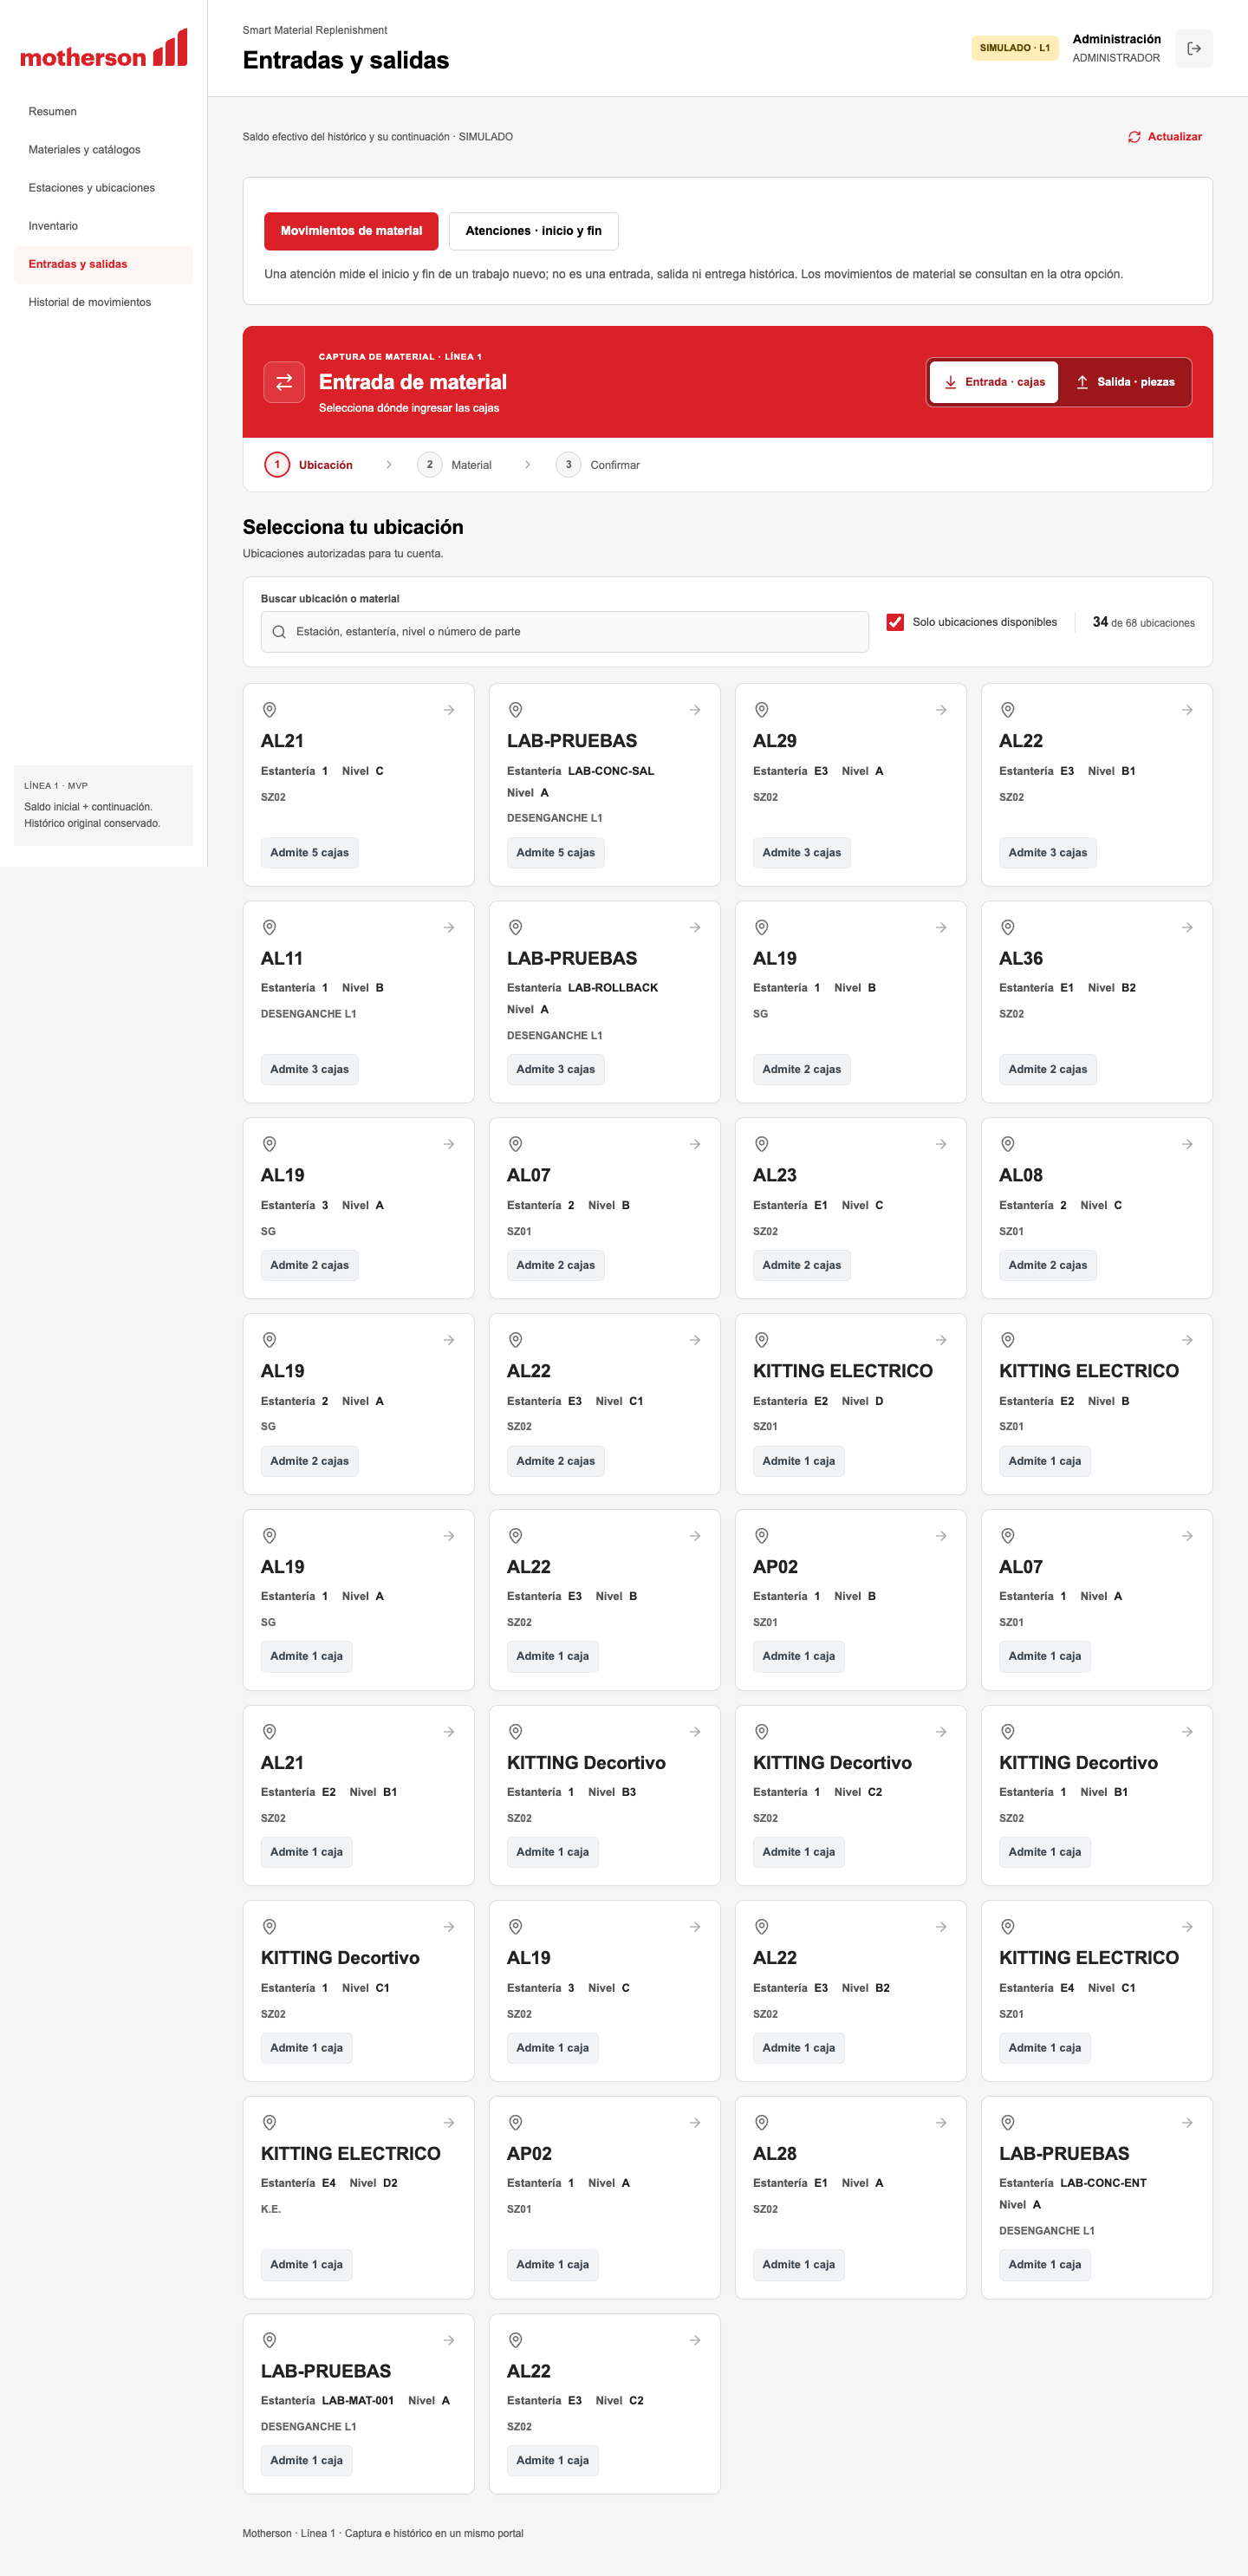 motherson
Resumen
Materiales y catálogos
Estaciones y ubicaciones
Inventario
Entradas y salidas
Historial de movimientos
LÍNEA 1 · MVP
Saldo inicial + continuación.
Histórico original conservado.
Smart Material Replenishment
Entradas y salidas
SIMULADO · L1
Administración
ADMINISTRADOR
Saldo efectivo del histórico y su continuación · SIMULADO
Actualizar
Movimientos de material
Atenciones · inicio y fin
Una atención mide el inicio y fin de un trabajo nuevo; no es una entrada, salida ni entrega histórica. Los movimientos de material se consultan en la otra opción.
CAPTURA DE MATERIAL · LÍNEA 1
Entrada de material
Selecciona dónde ingresar las cajas
Entrada · cajas
Salida · piezas
1 Ubicación
2 Material
3 Confirmar
Selecciona tu ubicación
Ubicaciones autorizadas para tu cuenta.
Buscar ubicación o material
Estación, estantería, nivel o número de parte
Solo ubicaciones disponibles
34 de 68 ubicaciones
AL21
Estantería 1 Nivel C
SZ02
Admite 5 cajas
LAB-PRUEBAS
Estantería LAB-CONC-SAL
Nivel A
DESENGANCHE L1
Admite 5 cajas
AL29
Estantería E3 Nivel A
SZ02
Admite 3 cajas
AL22
Estantería E3 Nivel B1
SZ02
Admite 3 cajas
AL11
Estantería 1 Nivel B
DESENGANCHE L1
Admite 3 cajas
LAB-PRUEBAS
Estantería LAB-ROLLBACK
Nivel A
DESENGANCHE L1
Admite 3 cajas
AL19
Estantería 1 Nivel B
SG
Admite 2 cajas
AL36
Estantería E1 Nivel B2
SZ02
Admite 2 cajas
AL19
Estantería 3 Nivel A
SG
Admite 2 cajas
AL07
Estantería 2 Nivel B
SZ01
Admite 2 cajas
AL23
Estantería E1 Nivel C
SZ02
Admite 2 cajas
AL08
Estantería 2 Nivel C
SZ01
Admite 2 cajas
AL19
Estantería 2 Nivel A
SG
Admite 2 cajas
AL22
Estantería E3 Nivel C1
SZ02
Admite 2 cajas
KITTING ELECTRICO
Estantería E2 Nivel D
SZ01
Admite 1 caja
KITTING ELECTRICO
Estantería E2 Nivel B
SZ01
Admite 1 caja
AL19
Estantería 1 Nivel A
SG
Admite 1 caja
AL22
Estantería E3 Nivel B
SZ02
Admite 1 caja
AP02
Estantería 1 Nivel B
SZ01
Admite 1 caja
AL07
Estantería 1 Nivel A
SZ01
Admite 1 caja
AL21
Estantería E2 Nivel B1
SZ02
Admite 1 caja
KITTING Decortivo
Estantería 1 Nivel B3
SZ02
Admite 1 caja
KITTING Decortivo
Estantería 1 Nivel C2
SZ02
Admite 1 caja
KITTING Decortivo
Estantería 1 Nivel B1
SZ02
Admite 1 caja
KITTING Decortivo
Estantería 1 Nivel C1
SZ02
Admite 1 caja
AL19
Estantería 3 Nivel C
SZ02
Admite 1 caja
AL22
Estantería E3 Nivel B2
SZ02
Admite 1 caja
KITTING ELECTRICO
Estantería E4 Nivel C1
SZ01
Admite 1 caja
KITTING ELECTRICO
Estantería E4 Nivel D2
K.E.
Admite 1 caja
AP02
Estantería 1 Nivel A
SZ01
Admite 1 caja
AL28
Estantería E1 Nivel A
SZ02
Admite 1 caja
LAB-PRUEBAS
Estantería LAB-CONC-ENT
Nivel A
DESENGANCHE L1
Admite 1 caja
LAB-PRUEBAS
Estantería LAB-MAT-001 Nivel A
DESENGANCHE L1
Admite 1 caja
AL22
Estantería E3 Nivel C2
SZ02
Admite 1 caja
Motherson · Línea 1 · Captura e histórico en un mismo portal